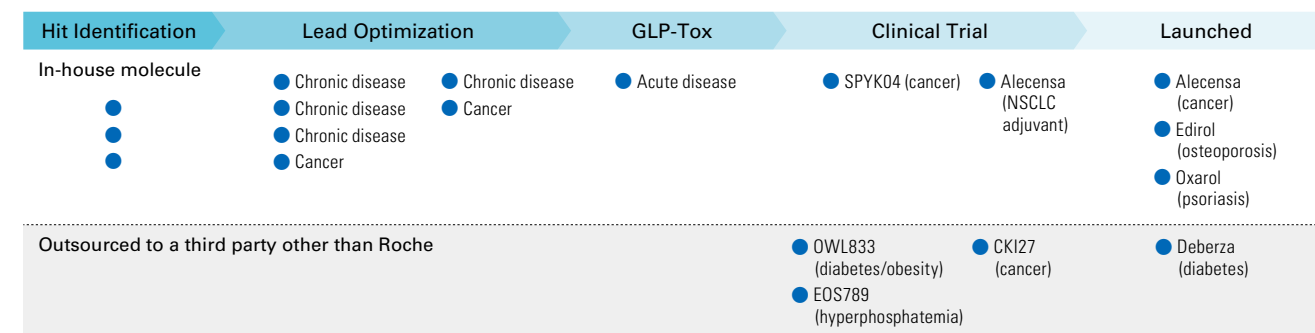 Hit Identification
Lead Optimization
GLP-Tox
Clinical Trial
Launched
In-house molecule
Chronic disease
Chronic disease
Chronic disease
Cancer
Chronic disease
Cancer
Acute disease
SPYK04 (cancer)
Alecensa
(NSCLC
adjuvant)
Alecensa
(cancer)
Edirol
(osteoporosis)
Oxarol
(psoriasis)
Outsourced to a third party other than Roche
OWL833
(diabetes/obesity)
EOS789
(hyperphosphatemia)
CKI27
(cancer)
Deberza
(diabetes)